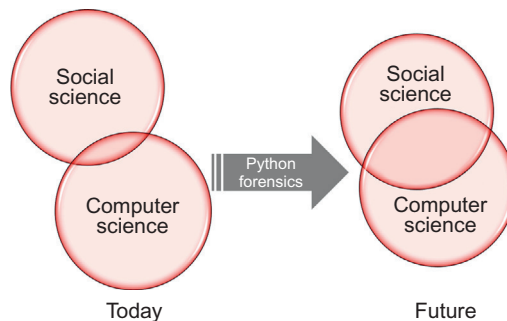 Social
science
Computer
science
Today
Python
forensics
Social
science
Computer
science
Future